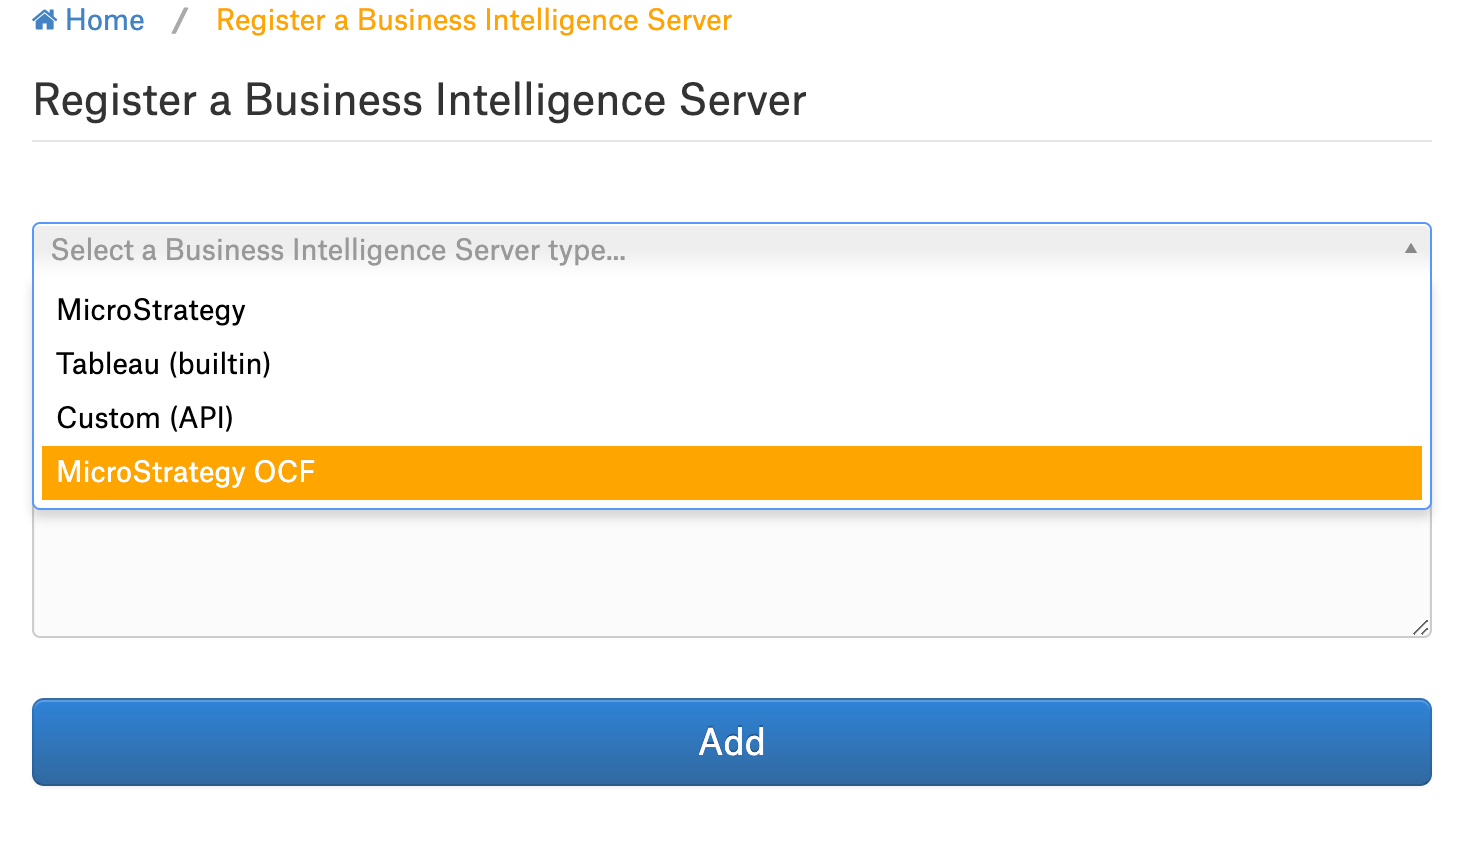 Home / Register a Business Intelligence Server
Register a Business Intelligence Server
Select a Business Intelligence Server type...
MicroStrategy
Tableau (builtin)
Custom (API)
MicroStrategy OCF
Add